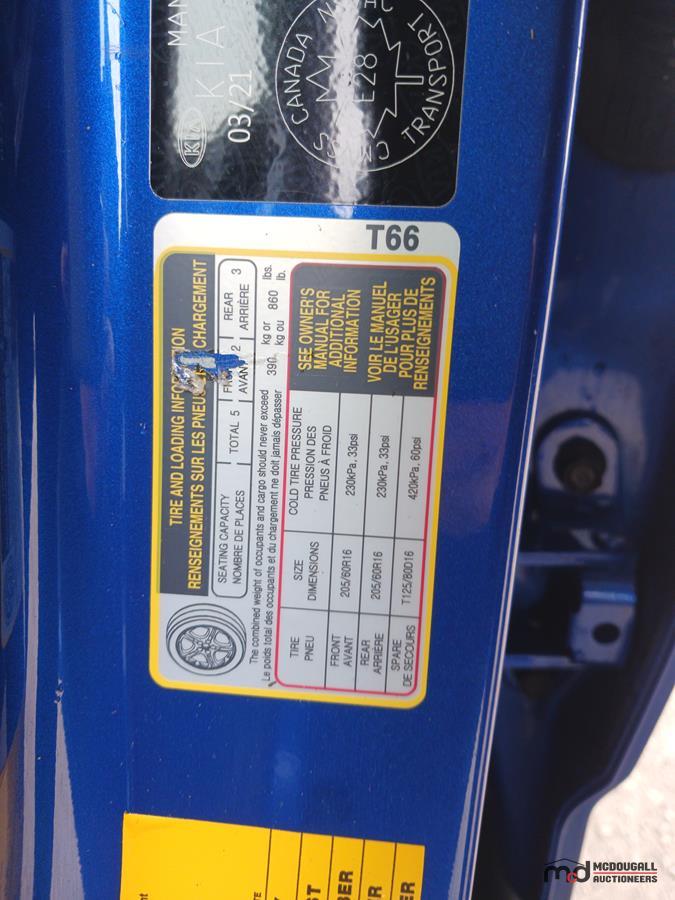 MAN
KIA
KIA
03/21
CANADA
E28
TRANSPORT
T66
TIRE AND LOADING
RENSEIGNEMENTS SUR LES PNEUS CHARGEMENT
SEATING CAPACITY
NOMBRE DE PLACES
TOTAL 5
AVANT 2
REAR
ARRIÈRE 3
The combined weight of occupants and cargo should never exceed 390 kg or 860 lbs.
Le poids total des occupants et du chargement ne doit jamais dépasser kg ou lb.
TIRE
PNEU
SIZE
DIMENSIONS
COLD TIRE PRESSURE
PRESSION DES
PNEUS À FROID
SEE OWNER'S
MANUAL FOR
ADDITIONAL
INFORMATION
VOIR LE MANUEL
DE L'USAGER
POUR PLUS DE
RENSEIGNEMENTS
FRONT
AVANT
205/60R16
230kPa, 33psi
REAR
ARRIÈRE
205/60R16
230kPa, 33psi
SPARE
DE SECOURS
T125/80D16
420kPa, 60psi
MCDOUGALL
AUCTIONEERS